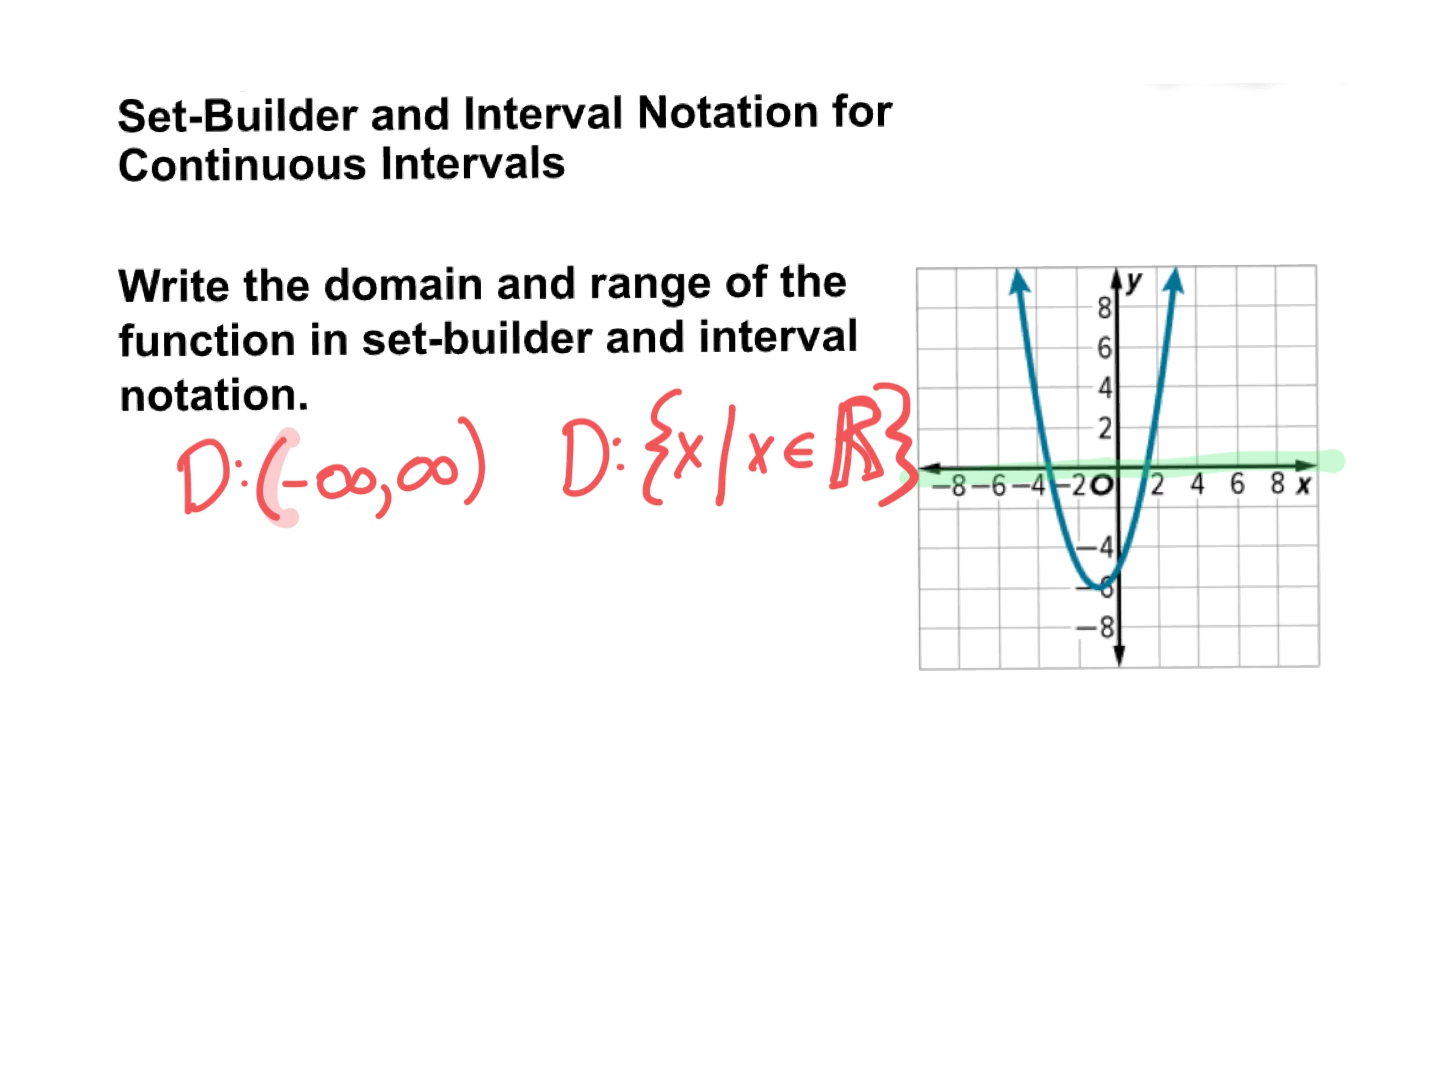 Set-Builder and Interval Notation for
Continuous Intervals
Write the domain and range of the
function in set-builder and interval
notation.
D:(-∞,∞) D: {x/x∈ℝ}
y
8
6
4
2
−8 −6 −4 −2 O 2 4 6 8 x
−4
−6
−8